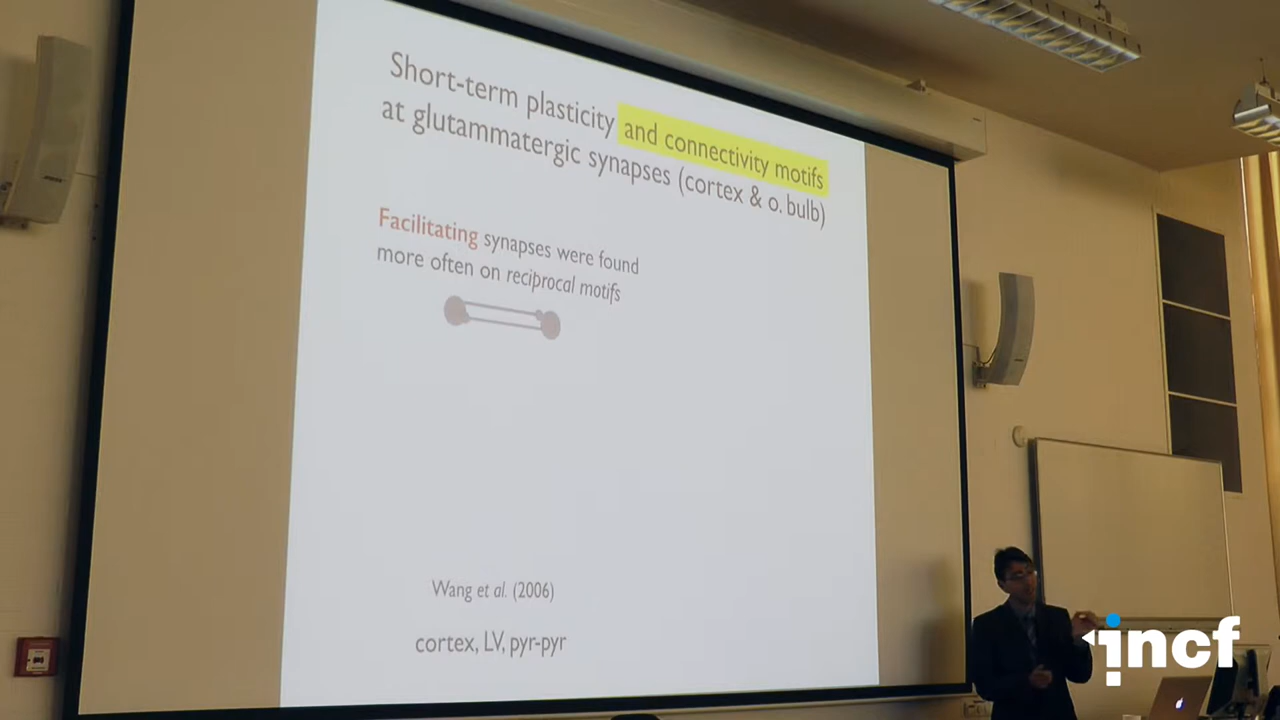 Short-term plasticity and connectivity motifs
at glutammatergic synapses (cortex & o. bulb)
Facilitating synapses were found
more often on reciprocal motifs
Wang et al. (2006)
cortex, LV, pyr-pyr
incf